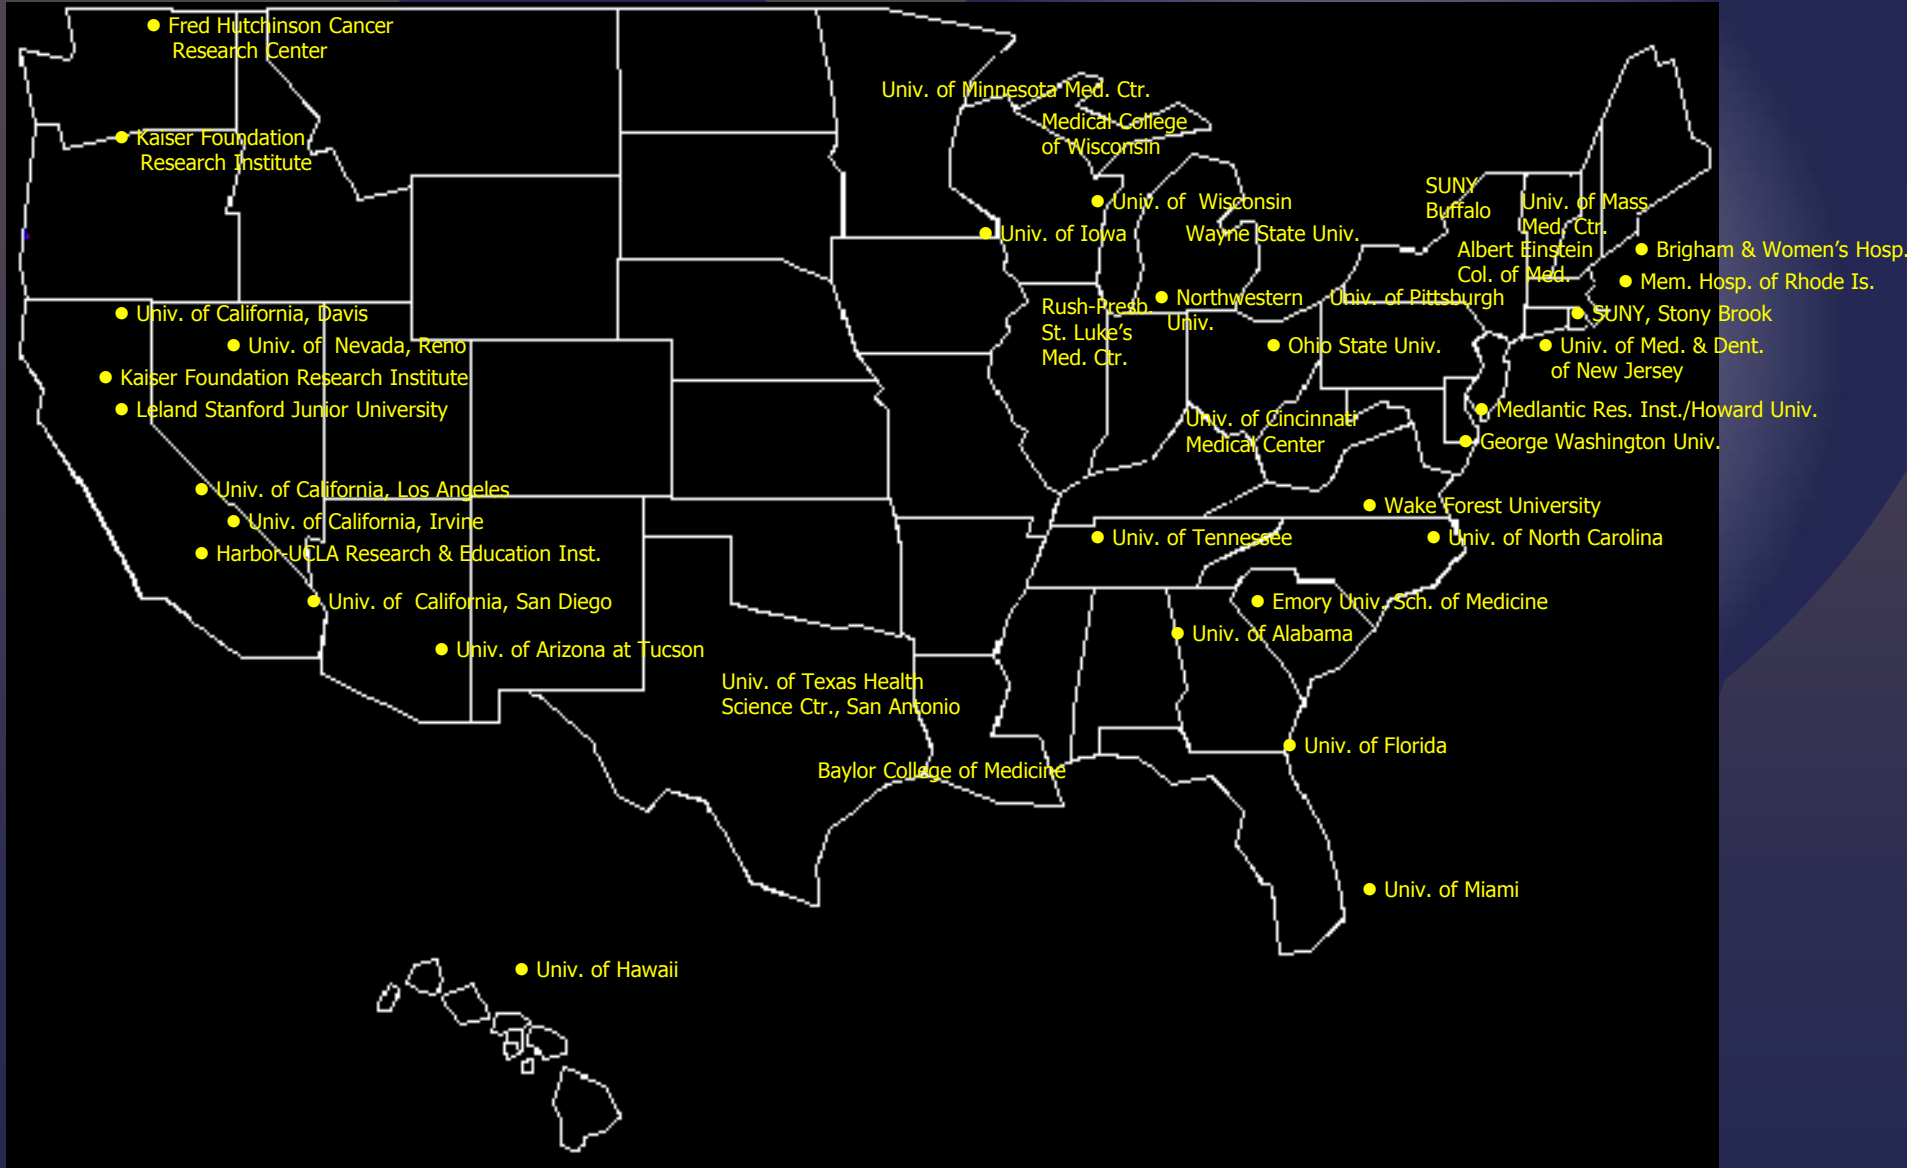 ● Fred Hutchinson Cancer
Research Center
Univ. of Minnesota Med. Ctr.
Medical College
of Wisconsin
● Kaiser Foundation
Research Institute
SUNY
Buffalo
Univ. of Mass
Med. Ctr.
● Univ. of  Wisconsin
● Univ. of Iowa
Wayne State Univ.
Albert Einstein
Col. of Med.
● Brigham & Women’s Hosp.
● Mem. Hosp. of Rhode Is.
Rush-Presb.
St. Luke’s
Med. Ctr.
● Northwestern
Univ.
Univ. of Pittsburgh
● SUNY, Stony Brook
● Univ. of California, Davis
● Univ. of  Nevada, Reno
● Ohio State Univ.
● Univ. of Med. & Dent.
of New Jersey
● Kaiser Foundation Research Institute
● Leland Stanford Junior University
Univ. of Cincinnati
Medical Center
● Medlantic Res. Inst./Howard Univ.
● George Washington Univ.
● Univ. of California, Los Angeles
● Wake Forest University
● Univ. of California, Irvine
● Univ. of Tennessee
● Univ. of North Carolina
● Harbor-UCLA Research & Education Inst.
● Univ. of  California, San Diego
● Emory Univ. Sch. of Medicine
● Univ. of Alabama
● Univ. of Arizona at Tucson
Univ. of Texas Health
Science Ctr., San Antonio
● Univ. of Florida
Baylor College of Medicine
● Univ. of Miami
● Univ. of Hawaii